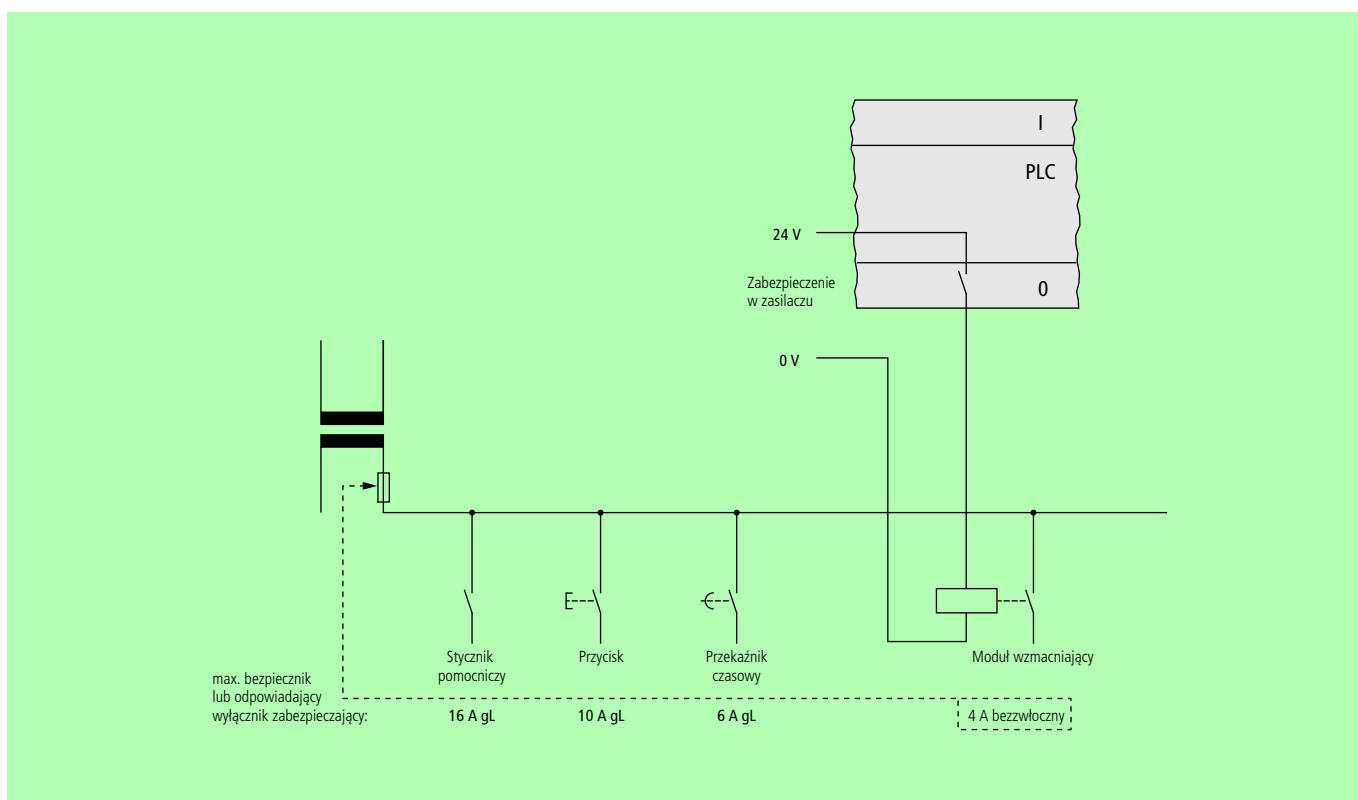 I
PLC
24 V
Zabezpieczenie
w zasilaczu
0
0 V
Stycznik
pomocniczy
Przycisk
Przekaźnik
czasowy
Moduł wzmacniający
max. bezpiecznik
lub odpowiadający
wyłącznik zabezpieczający:
16 A gL
10 A gL
6 A gL
4 A bezzwłoczny